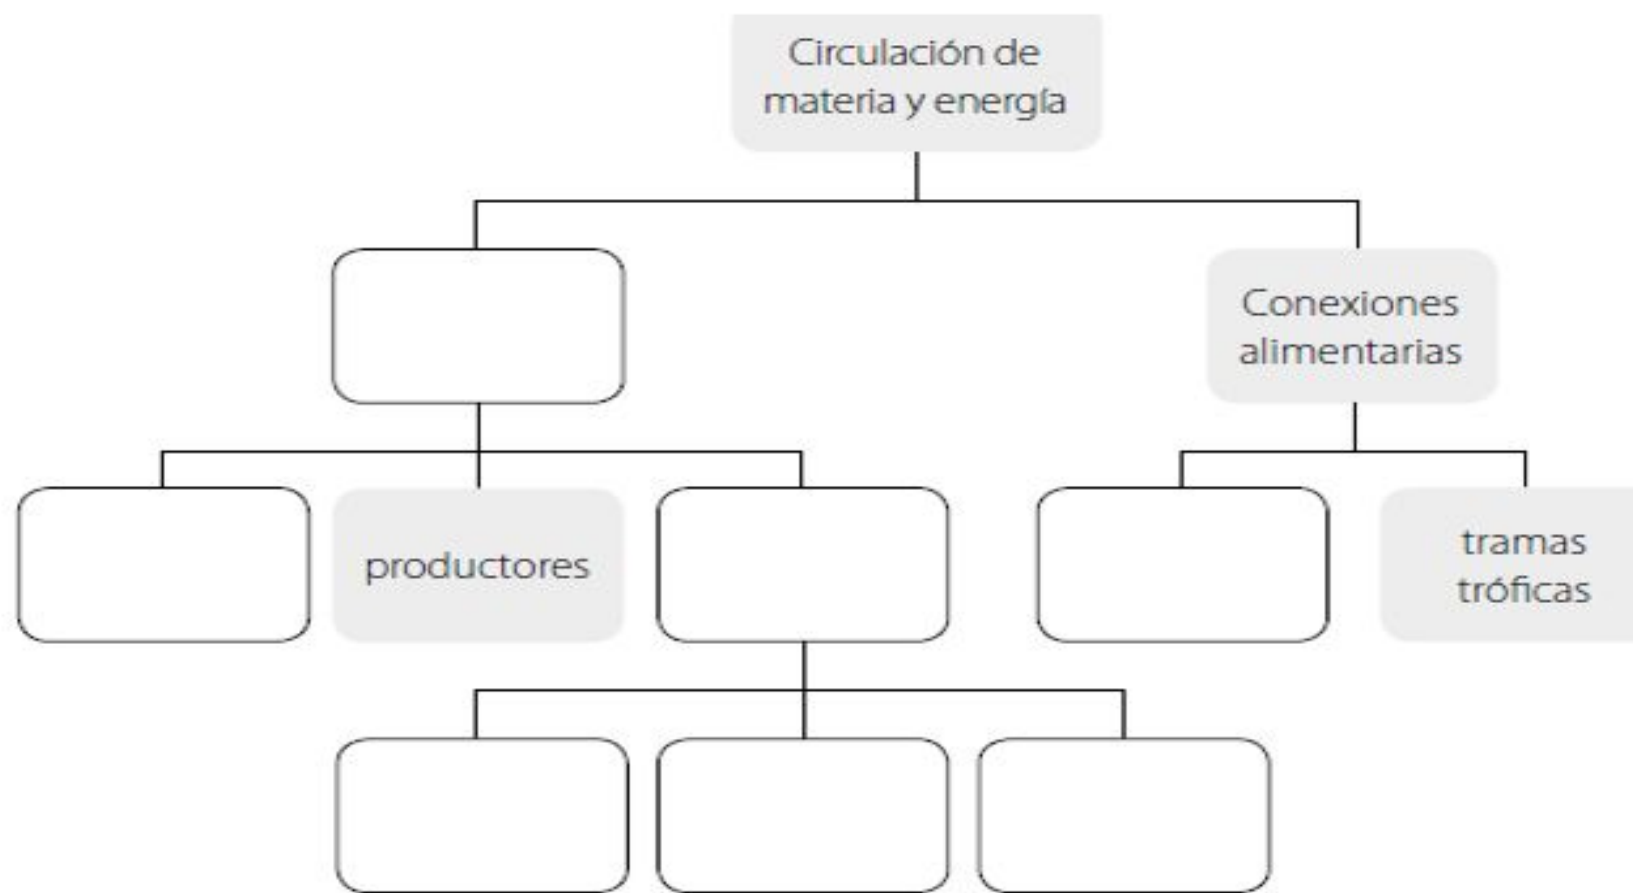 Circulación de
materia y energía
Conexiones
alimentarias
productores
tramas
tróficas